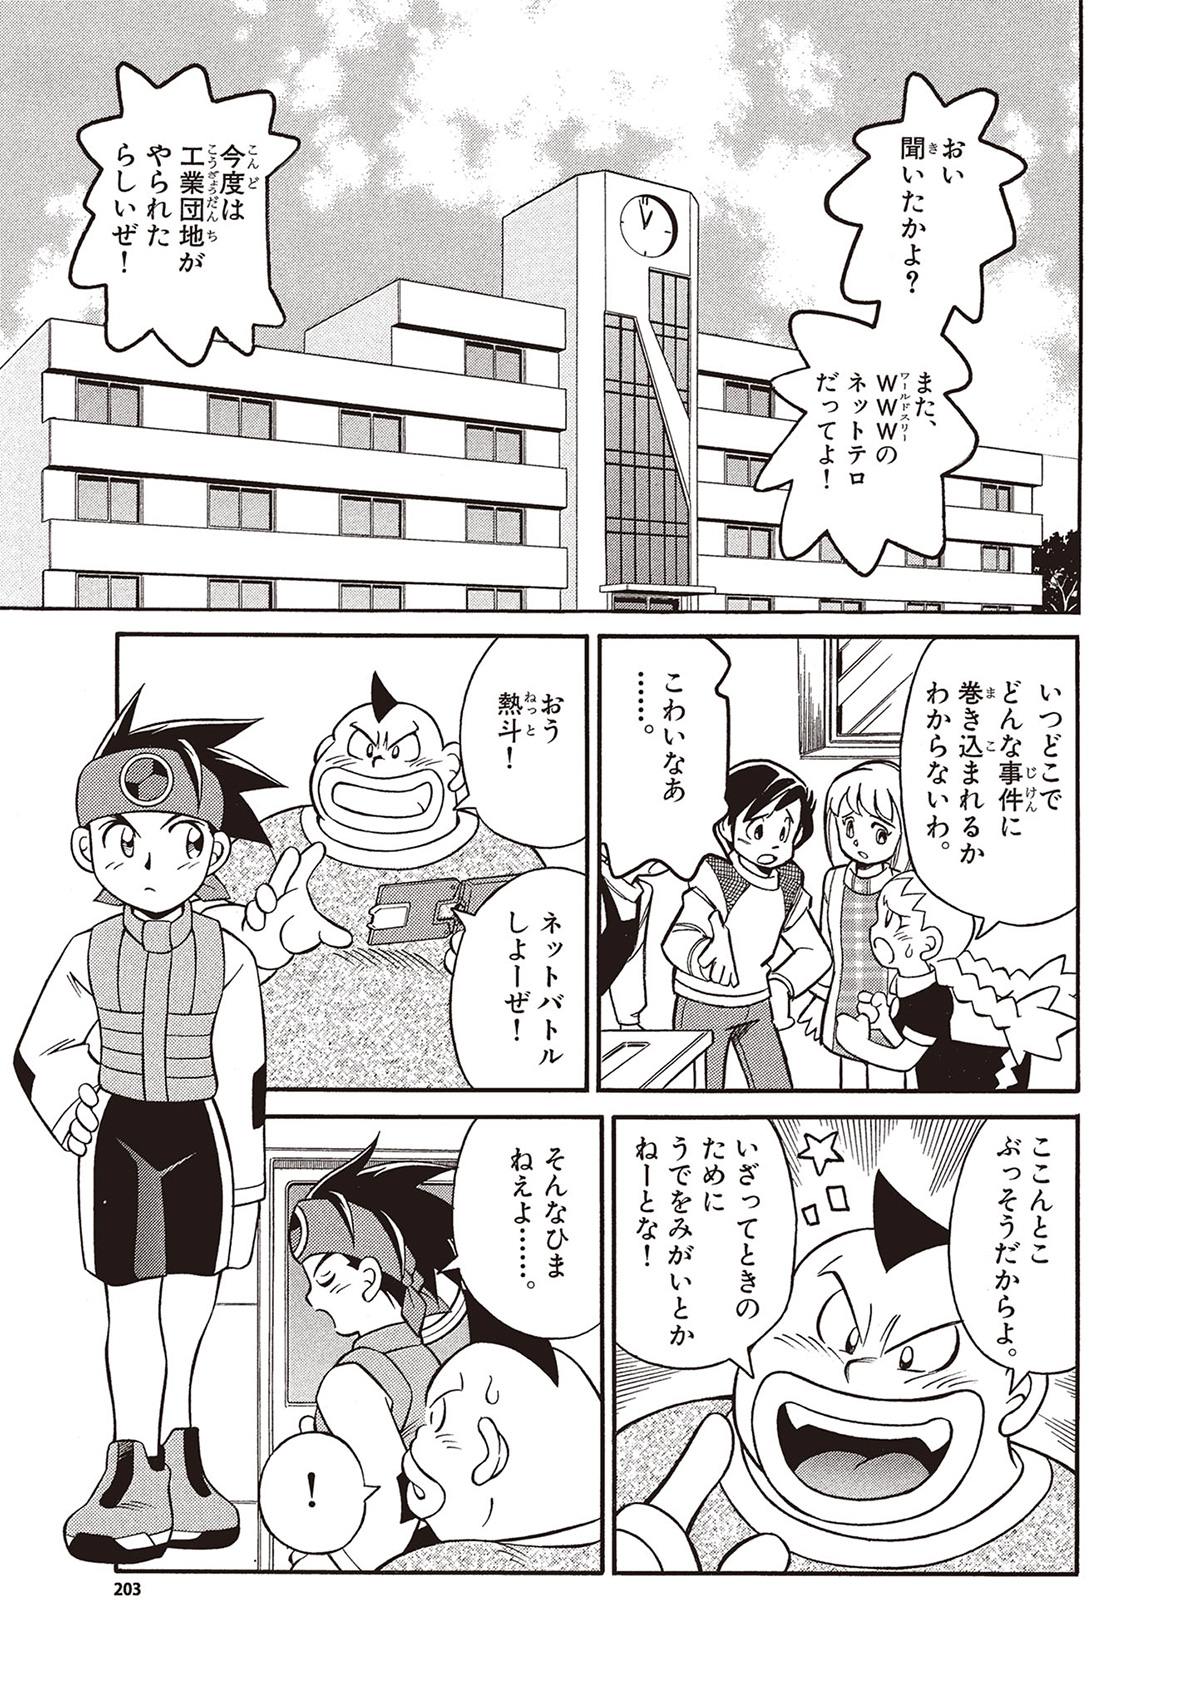 おい
聞いたかよ？
また、
WWWの
ネットテロ
だってよ！
今度は
工業団地が
やられた
らしいぜ！
いつどこで
どんな事件に
巻き込まれるか
わからないわ。
こわいなあ
……。
おう
熱斗！
ネットバトル
しよーぜ！
ここんとこ
ぶっそうだからよ。
いざってときの
ために
うでをみがいとか
ねーとな！
そんなひま
ねえよ……。
！
203